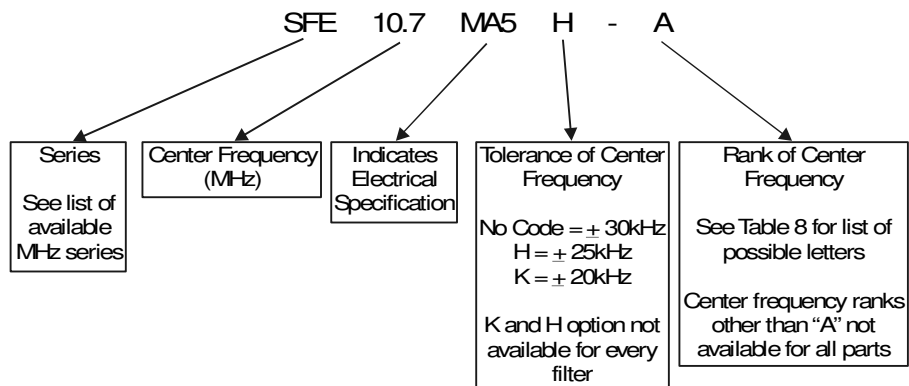 SFE 10.7 MA5 H - A
Series
See list of
available
MHz series
Center Frequency
(MHz)
Indicates
Electrical
Specification
Tolerance of Center
Frequency
No Code = ± 30kHz
H = ± 25kHz
K = ± 20kHz
K and H option not
available for every
filter
Rank of Center
Frequency
See Table 8 for list of
possible letters
Center frequency ranks
other than “A” not
available for all parts